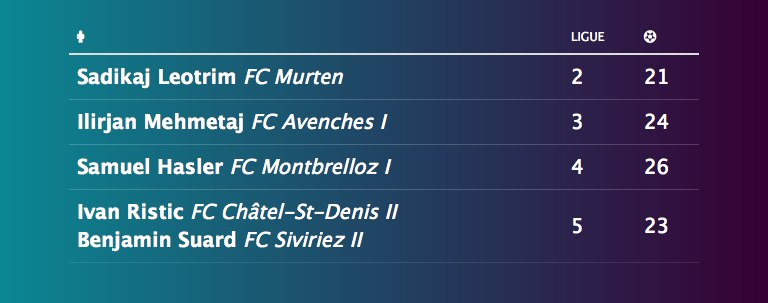 LIGUE
Sadikaj Leotrim FC Murten 2 21
Ilirjan Mehmetaj FC Avenches I 3 24
Samuel Hasler FC Montbrelloz I 4 26
Ivan Ristic FC Châtel-St-Denis II
Benjamin Suard FC Siviriez II 5 23